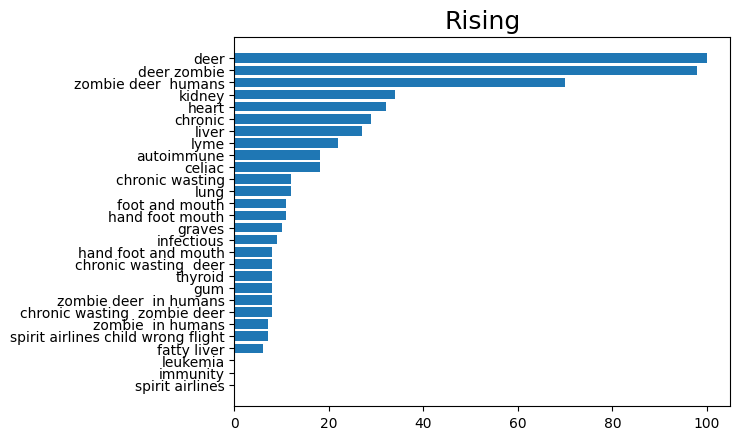 Rising
deer
deer zombie
zombie deer  humans
kidney
heart
chronic
liver
lyme
autoimmune
celiac
chronic wasting
lung
foot and mouth
hand foot mouth
graves
infectious
hand foot and mouth
chronic wasting  deer
thyroid
gum
zombie deer  in humans
chronic wasting  zombie deer
zombie  in humans
spirit airlines child wrong flight
fatty liver
leukemia
immunity
spirit airlines
0 20 40 60 80 100